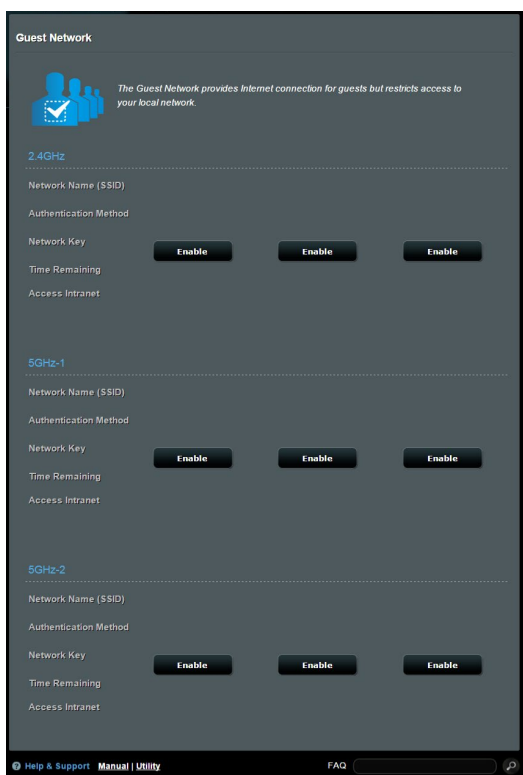 Guest Network
The Guest Network provides Internet connection for guests but restricts access to
your local network.
2.4GHz
Network Name (SSID)
Authentication Method
Network Key
Enable Enable Enable
Time Remaining
Access Intranet
5GHz-1
Network Name (SSID)
Authentication Method
Network Key
Enable Enable Enable
Time Remaining
Access Intranet
5GHz-2
Network Name (SSID)
Authentication Method
Network Key
Enable Enable Enable
Time Remaining
Access Intranet
? Help & Support Manual | Utility FAQ